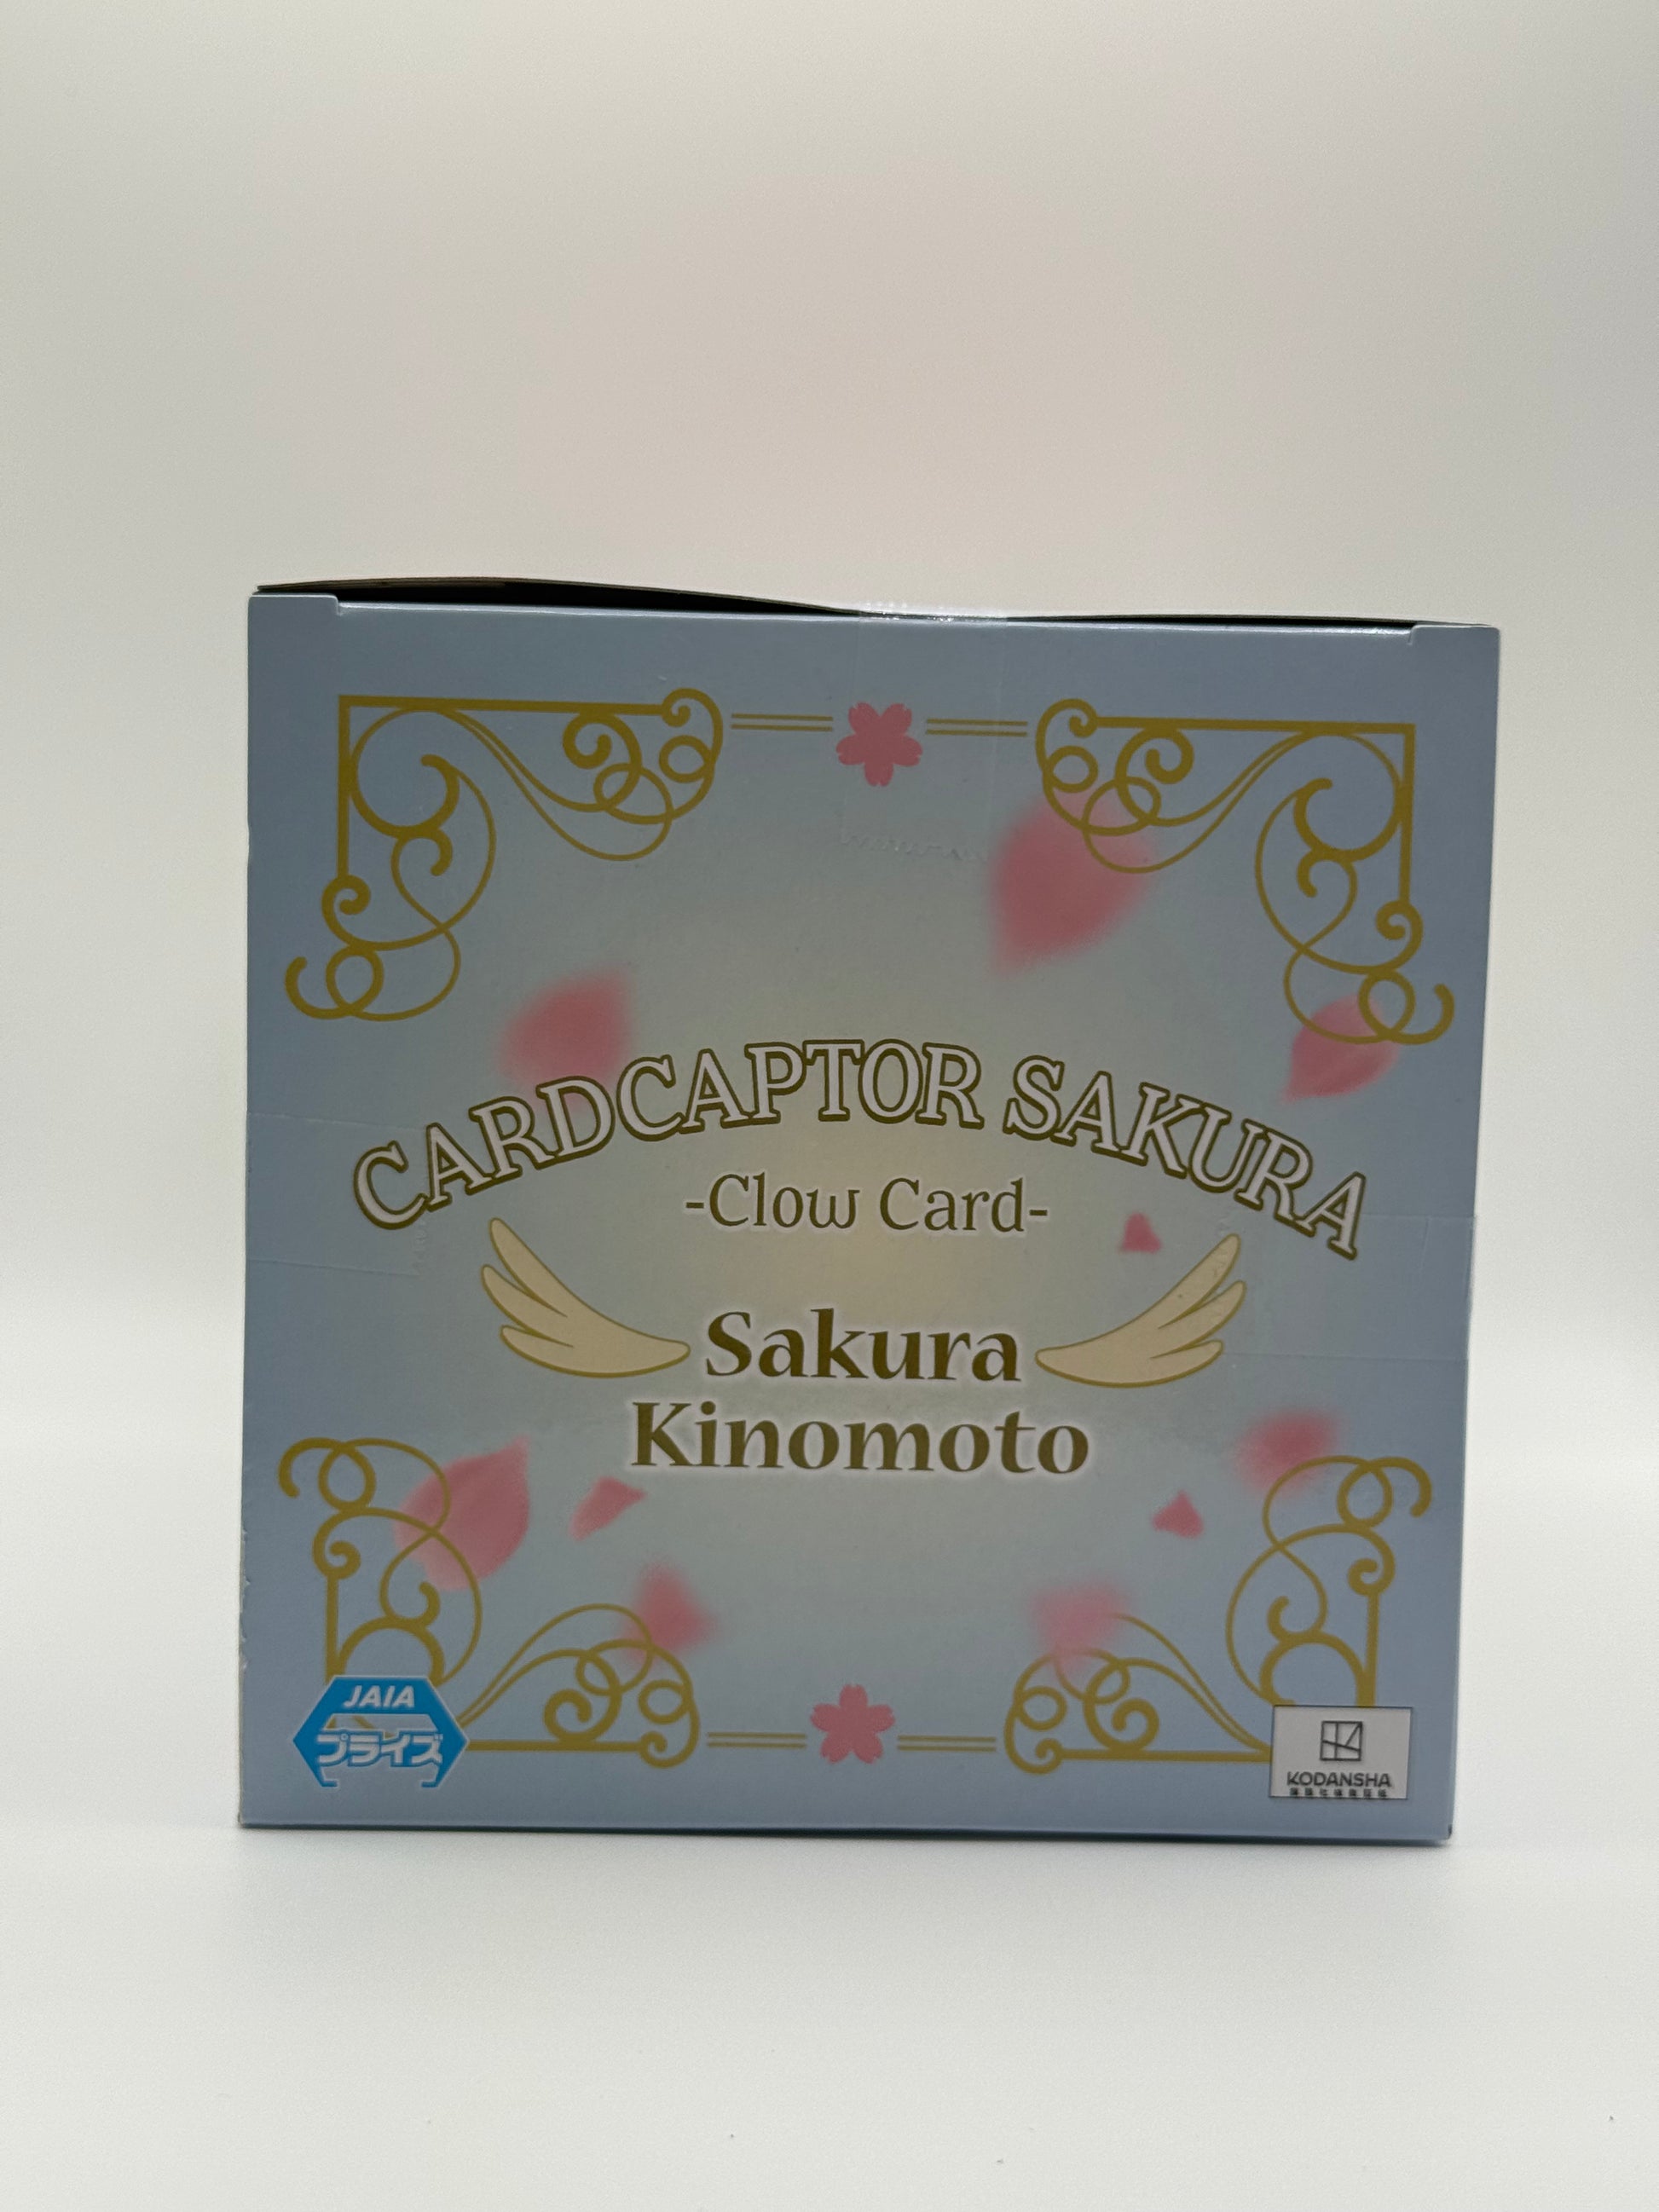 CARDCAPTOR SAKURA
-Clow Card-
Sakura
Kinomoto
JAIA
プライズ
KODANSHA